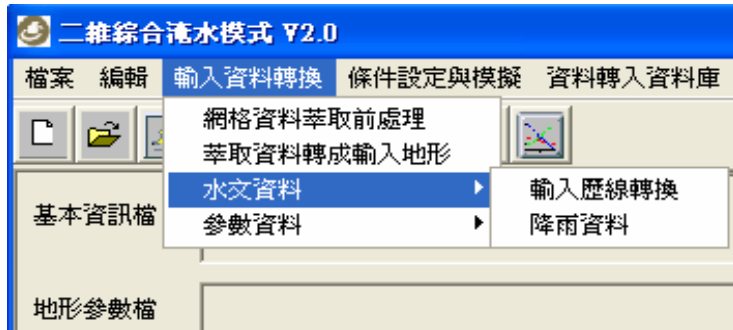 二維綜合淹水模式 V2.0
檔案 編輯 輸入資料轉換 條件設定與模擬 資料轉入資料庫
網格資料萃取前處理
萃取資料轉成輸入地形
水文資料 輸入歷線轉換
參數資料 降雨資料
基本資訊檔
地形參數檔